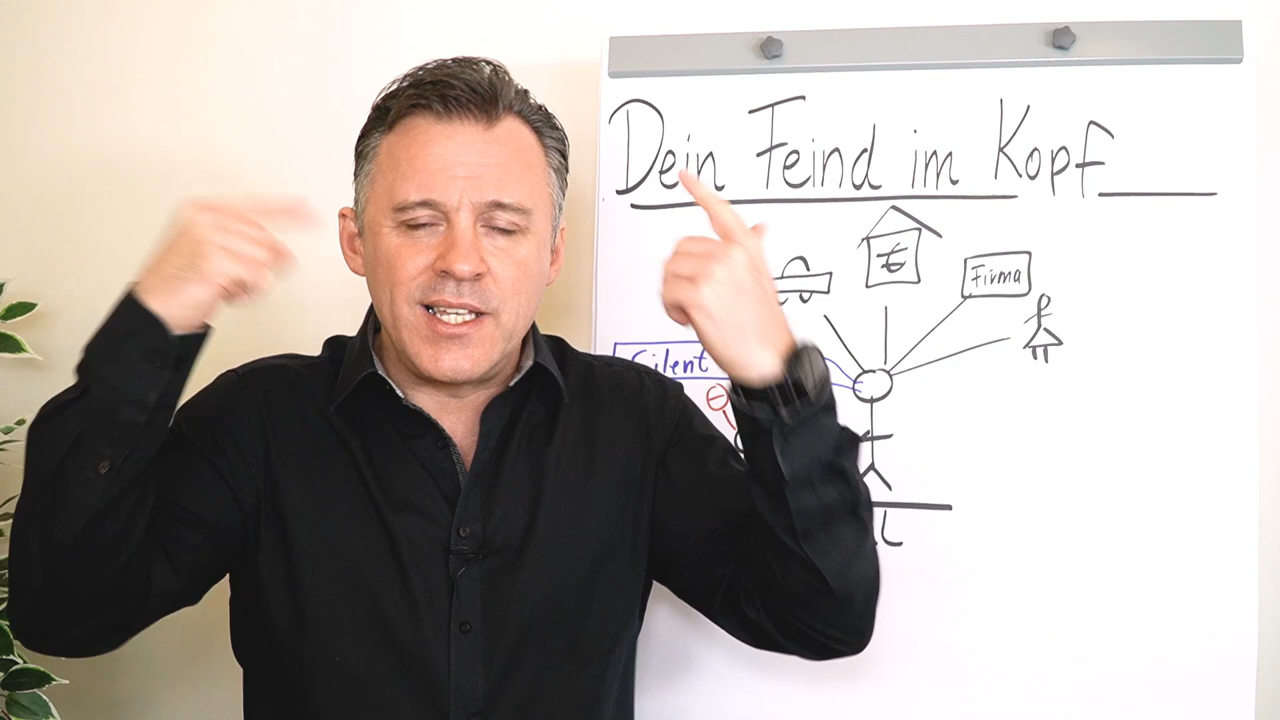 Dein Feind im Kopf
€
Firma
Silent